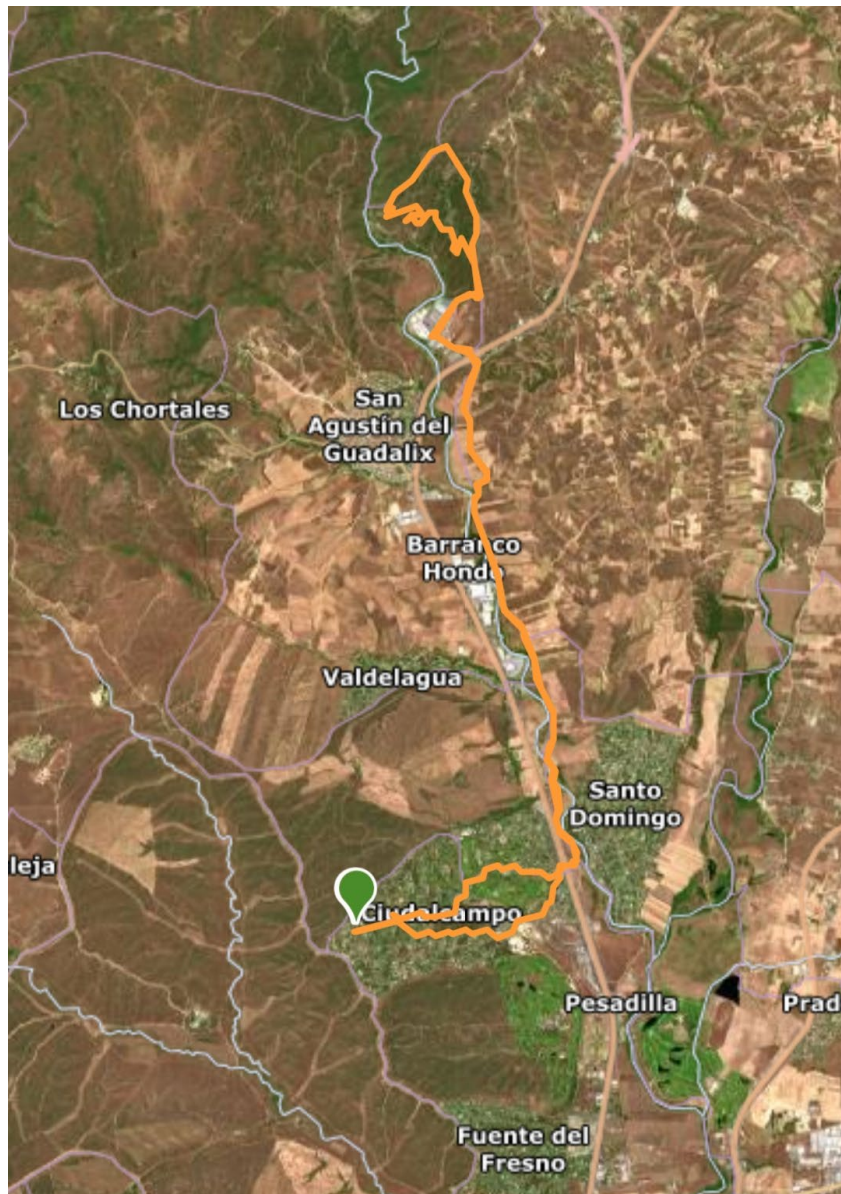 San
Los Chortales
Agustín del
Guadalix
Barranco
Hondo
Valdelagua
Santo
Domingo
leja
Ciudalcampo
Pesadilla
Prad
Fuente del
Fresno